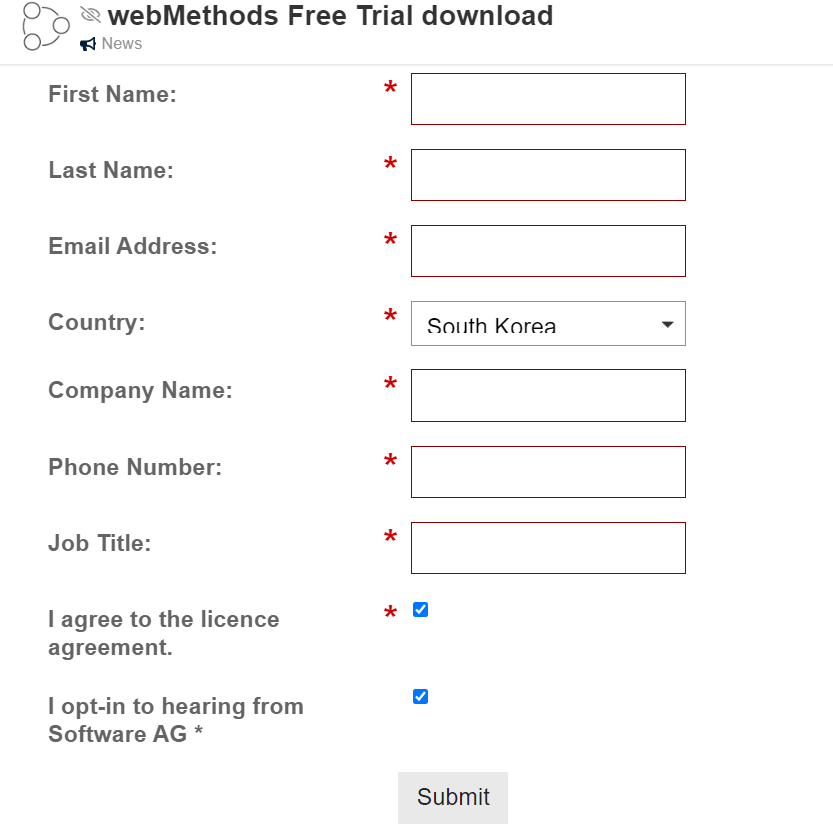 webMethods Free Trial download
News
First Name: *
Last Name: *
Email Address: *
Country: * South Korea
Company Name: *
Phone Number: *
Job Title: *
I agree to the licence *
agreement.
I opt-in to hearing from
Software AG *
Submit